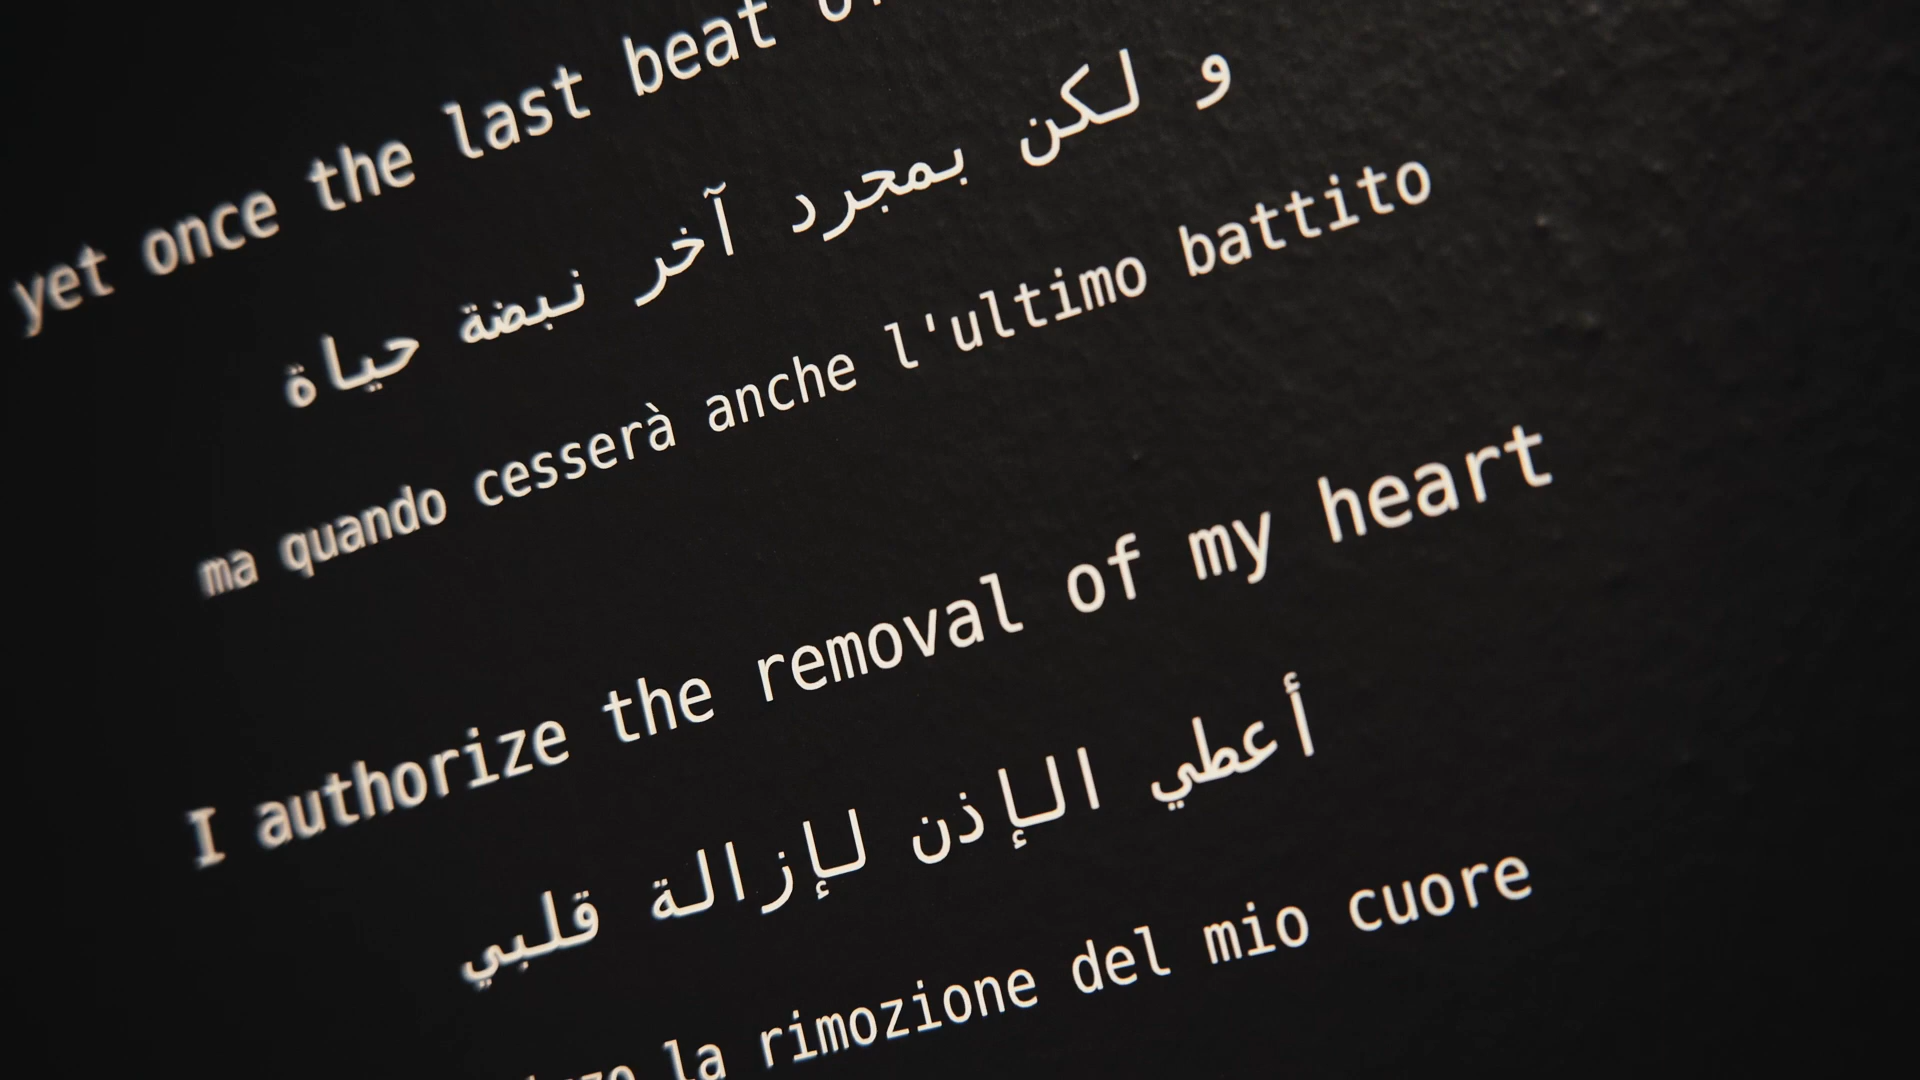 yet once the last beat
و لكن بمجرد آخر نبضة حياة
ma quando cesserà anche l'ultimo battito
I authorize the removal of my heart
أعطي الإذن لإزالة قلبي
la rimozione del mio cuore